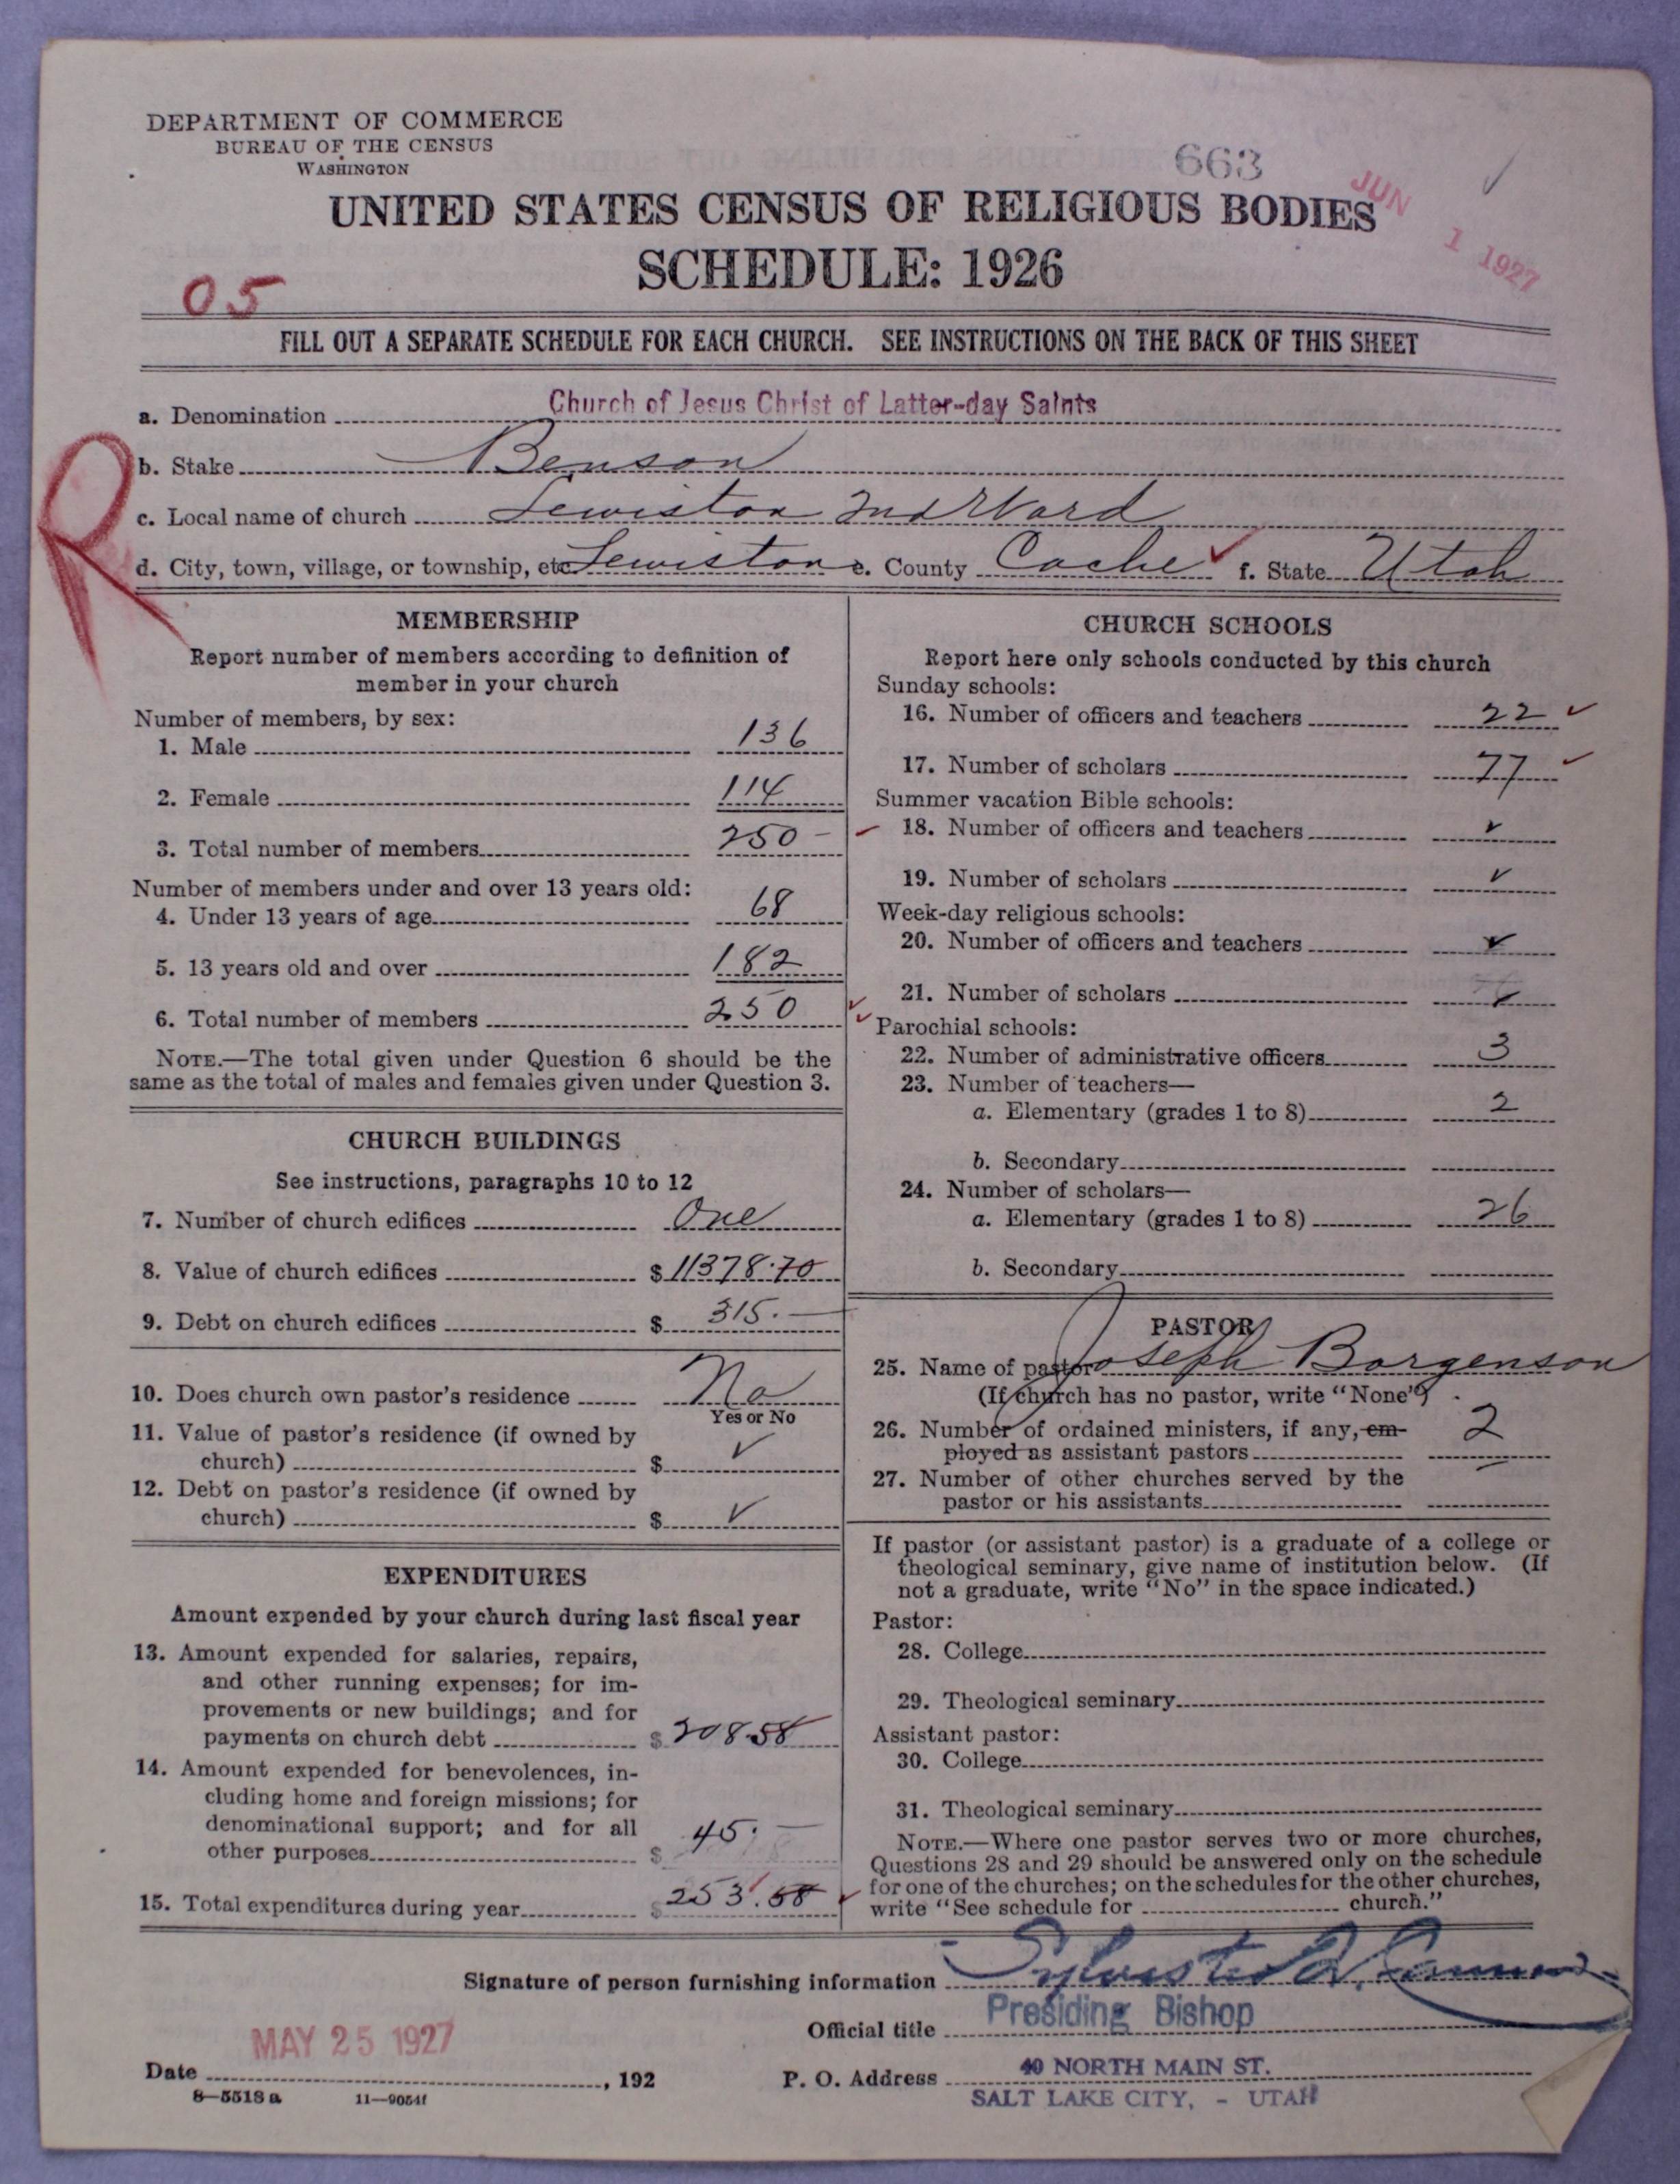 DEPARTMENT OF COMMERCE
BUREAU OF THE CENSUS
WASHINGTON
663
JUN 1 1927
UNITED STATES CENSUS OF RELIGIOUS BODIES
SCHEDULE: 1926
05
FILL OUT A SEPARATE SCHEDULE FOR EACH CHURCH. SEE INSTRUCTIONS ON THE BACK OF THIS SHEET
a. Denomination Church of Jesus Christ of Latter-day Saints
R
b. Stake Benson
c. Local name of church Lewiston 2nd Ward
d. City, town, village, or township, etc Lewiston e. County Cache f. State Utah
MEMBERSHIP
Report number of members according to definition of
member in your church
Number of members, by sex:
1. Male 136
2. Female 114
3. Total number of members 250 -
Number of members under and over 13 years old:
4. Under 13 years of age 68
5. 13 years old and over 182
6. Total number of members 250
NOTE.—The total given under Question 6 should be the
same as the total of males and females given under Question 3.
CHURCH BUILDINGS
See instructions, paragraphs 10 to 12
7. Number of church edifices One
8. Value of church edifices $ 11378.70
9. Debt on church edifices $ 315.—
10. Does church own pastor's residence No
Yes or No
11. Value of pastor's residence (if owned by
church) $ ✓
12. Debt on pastor's residence (if owned by
church) $ ✓
EXPENDITURES
Amount expended by your church during last fiscal year
13. Amount expended for salaries, repairs,
and other running expenses; for im-
provements or new buildings; and for
payments on church debt $ 208.58
14. Amount expended for benevolences, in-
cluding home and foreign missions; for
denominational support; and for all
other purposes $ 45.—
15. Total expenditures during year $ 253.58
CHURCH SCHOOLS
Report here only schools conducted by this church
Sunday schools:
16. Number of officers and teachers 22 ✓
17. Number of scholars 77 ✓
Summer vacation Bible schools:
18. Number of officers and teachers ✓
19. Number of scholars ✓
Week-day religious schools:
20. Number of officers and teachers ✓
21. Number of scholars ✓
Parochial schools:
22. Number of administrative officers 3
23. Number of teachers—
a. Elementary (grades 1 to 8) 2
b. Secondary
24. Number of scholars—
a. Elementary (grades 1 to 8) 26
b. Secondary
PASTOR
25. Name of pastor Joseph Borgenson
(If church has no pastor, write "None")
26. Number of ordained ministers, if any, em-
ployed as assistant pastors 2
27. Number of other churches served by the
pastor or his assistants —
If pastor (or assistant pastor) is a graduate of a college or
theological seminary, give name of institution below. (If
not a graduate, write "No" in the space indicated.)
Pastor:
28. College
29. Theological seminary
Assistant pastor:
30. College
31. Theological seminary
NOTE.—Where one pastor serves two or more churches,
Questions 28 and 29 should be answered only on the schedule
for one of the churches; on the schedules for the other churches,
write "See schedule for church."
Signature of person furnishing information Sylvester Q. Cannon
Official title Presiding Bishop
MAY 25 1927
Date , 192
P. O. Address 40 NORTH MAIN ST.
SALT LAKE CITY, - UTAH
8—5518 a 11—9054f